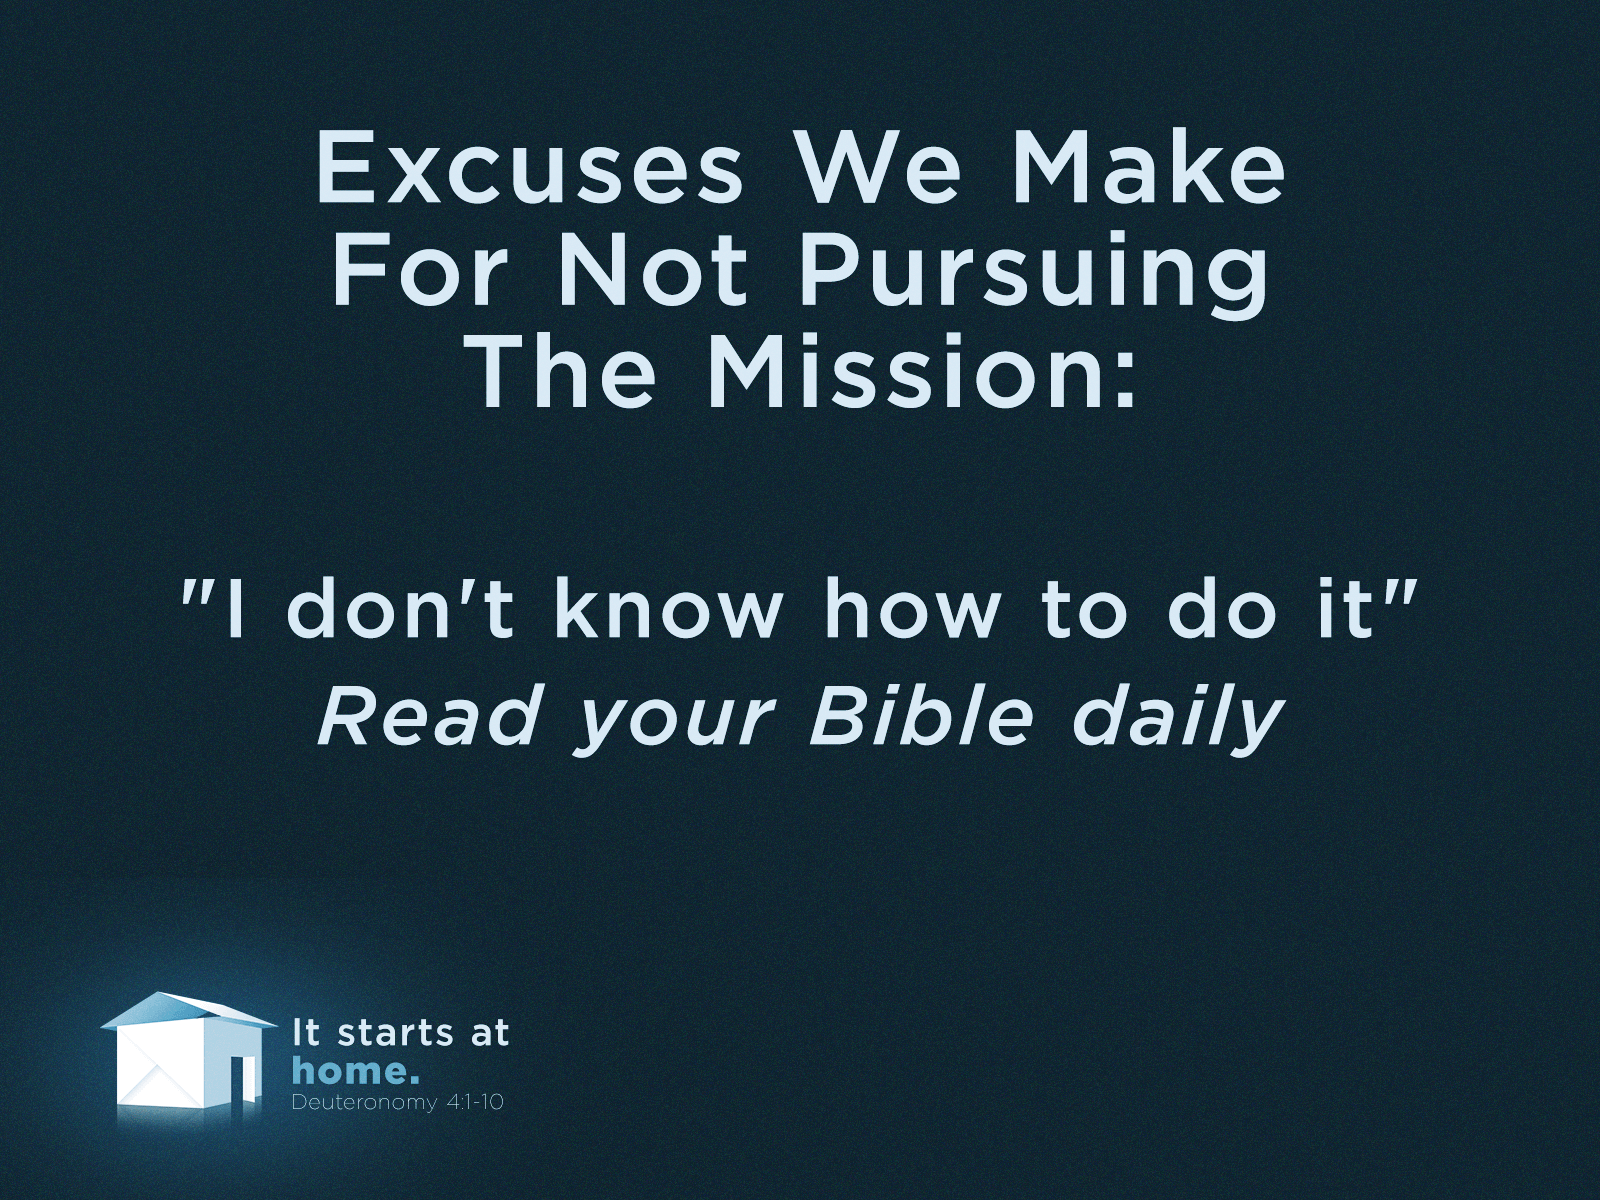 Excuses We Make
For Not Pursuing
The Mission:
"I don't know how to do it"
Read your Bible daily
It starts at
home.
Deuteronomy 4:1-10